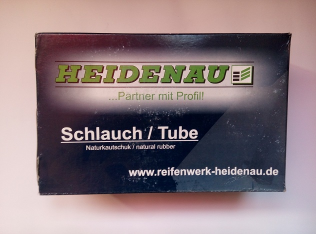 HEIDENAU
...Partner mit Profil!
Schlauch / Tube
Naturkautschuk / natural rubber
www.reifenwerk-heidenau.de